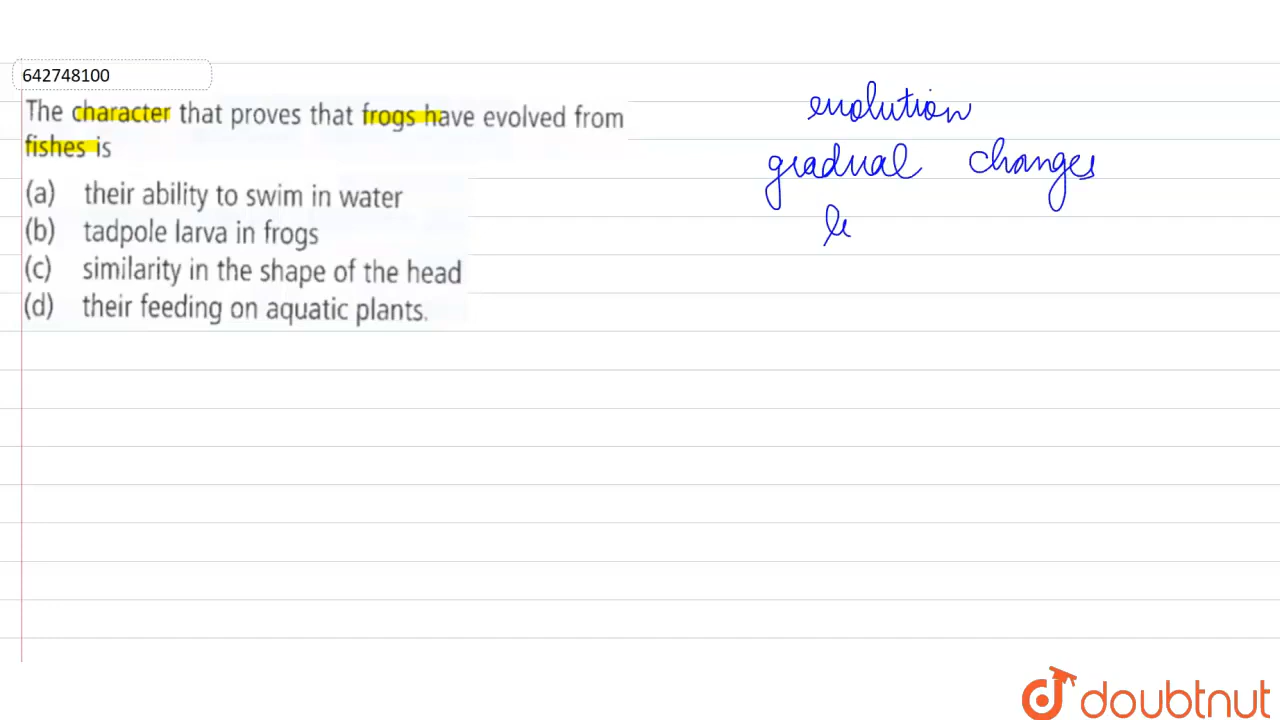 642748100
The character that proves that frogs have evolved from
fishes is
(a) their ability to swim in water
(b) tadpole larva in frogs
(c) similarity in the shape of the head
(d) their feeding on aquatic plants.
evolution
gradual changes
doubtnut